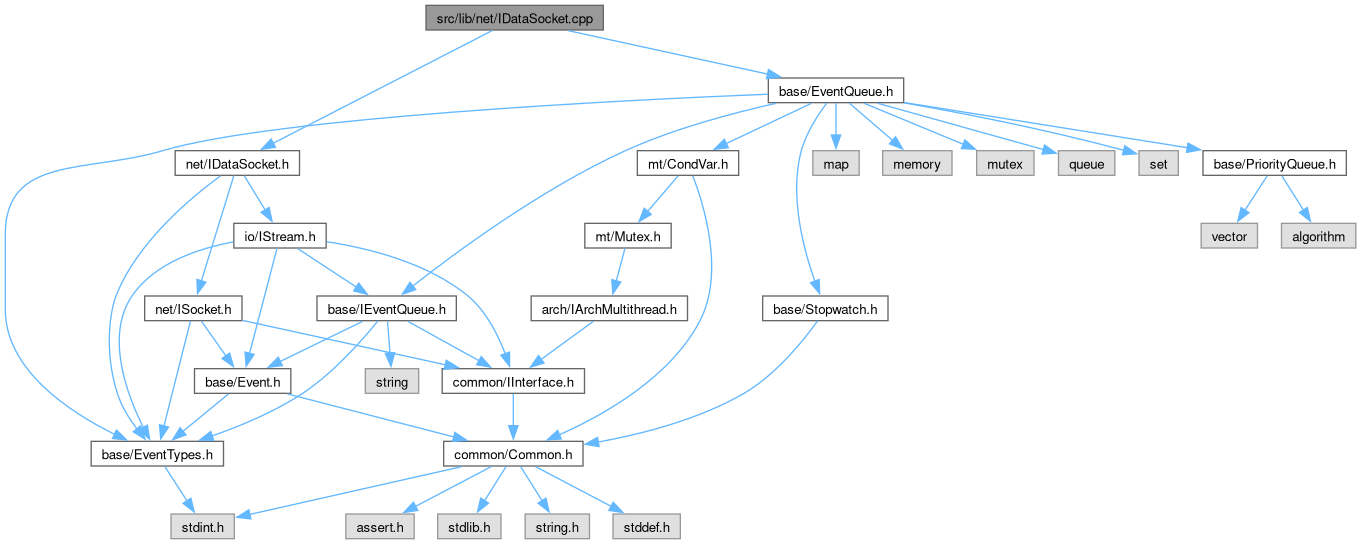 src/lib/net/IDataSocket.cpp
base/EventQueue.h
net/IDataSocket.h
mt/CondVar.h
map
memory
mutex
queue
set
base/PriorityQueue.h
io/IStream.h
mt/Mutex.h
vector
algorithm
net/ISocket.h
base/IEventQueue.h
arch/IArchMultithread.h
base/Stopwatch.h
base/Event.h
string
common/IInterface.h
base/EventTypes.h
common/Common.h
stdint.h
assert.h
stdlib.h
string.h
stddef.h